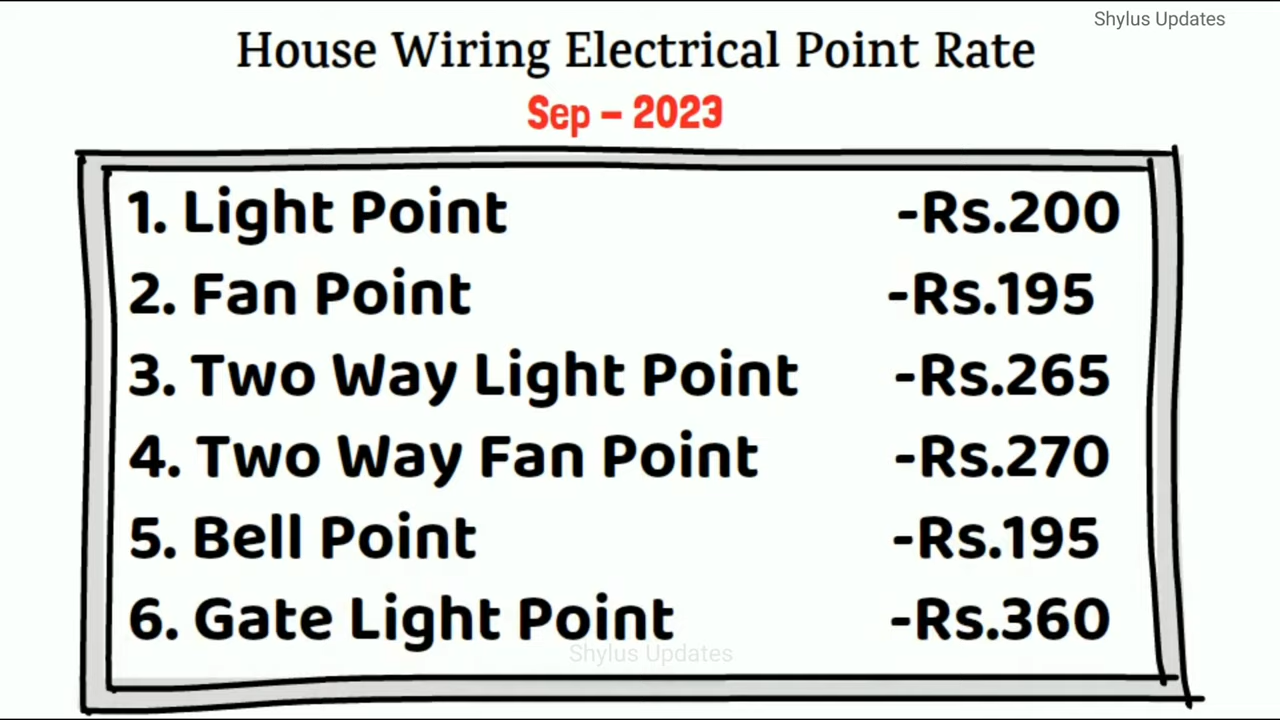 Shylus Updates
House Wiring Electrical Point Rate
Sep - 2023
1. Light Point -Rs.200
2. Fan Point -Rs.195
3. Two Way Light Point -Rs.265
4. Two Way Fan Point -Rs.270
5. Bell Point -Rs.195
6. Gate Light Point -Rs.360
Shylus Updates